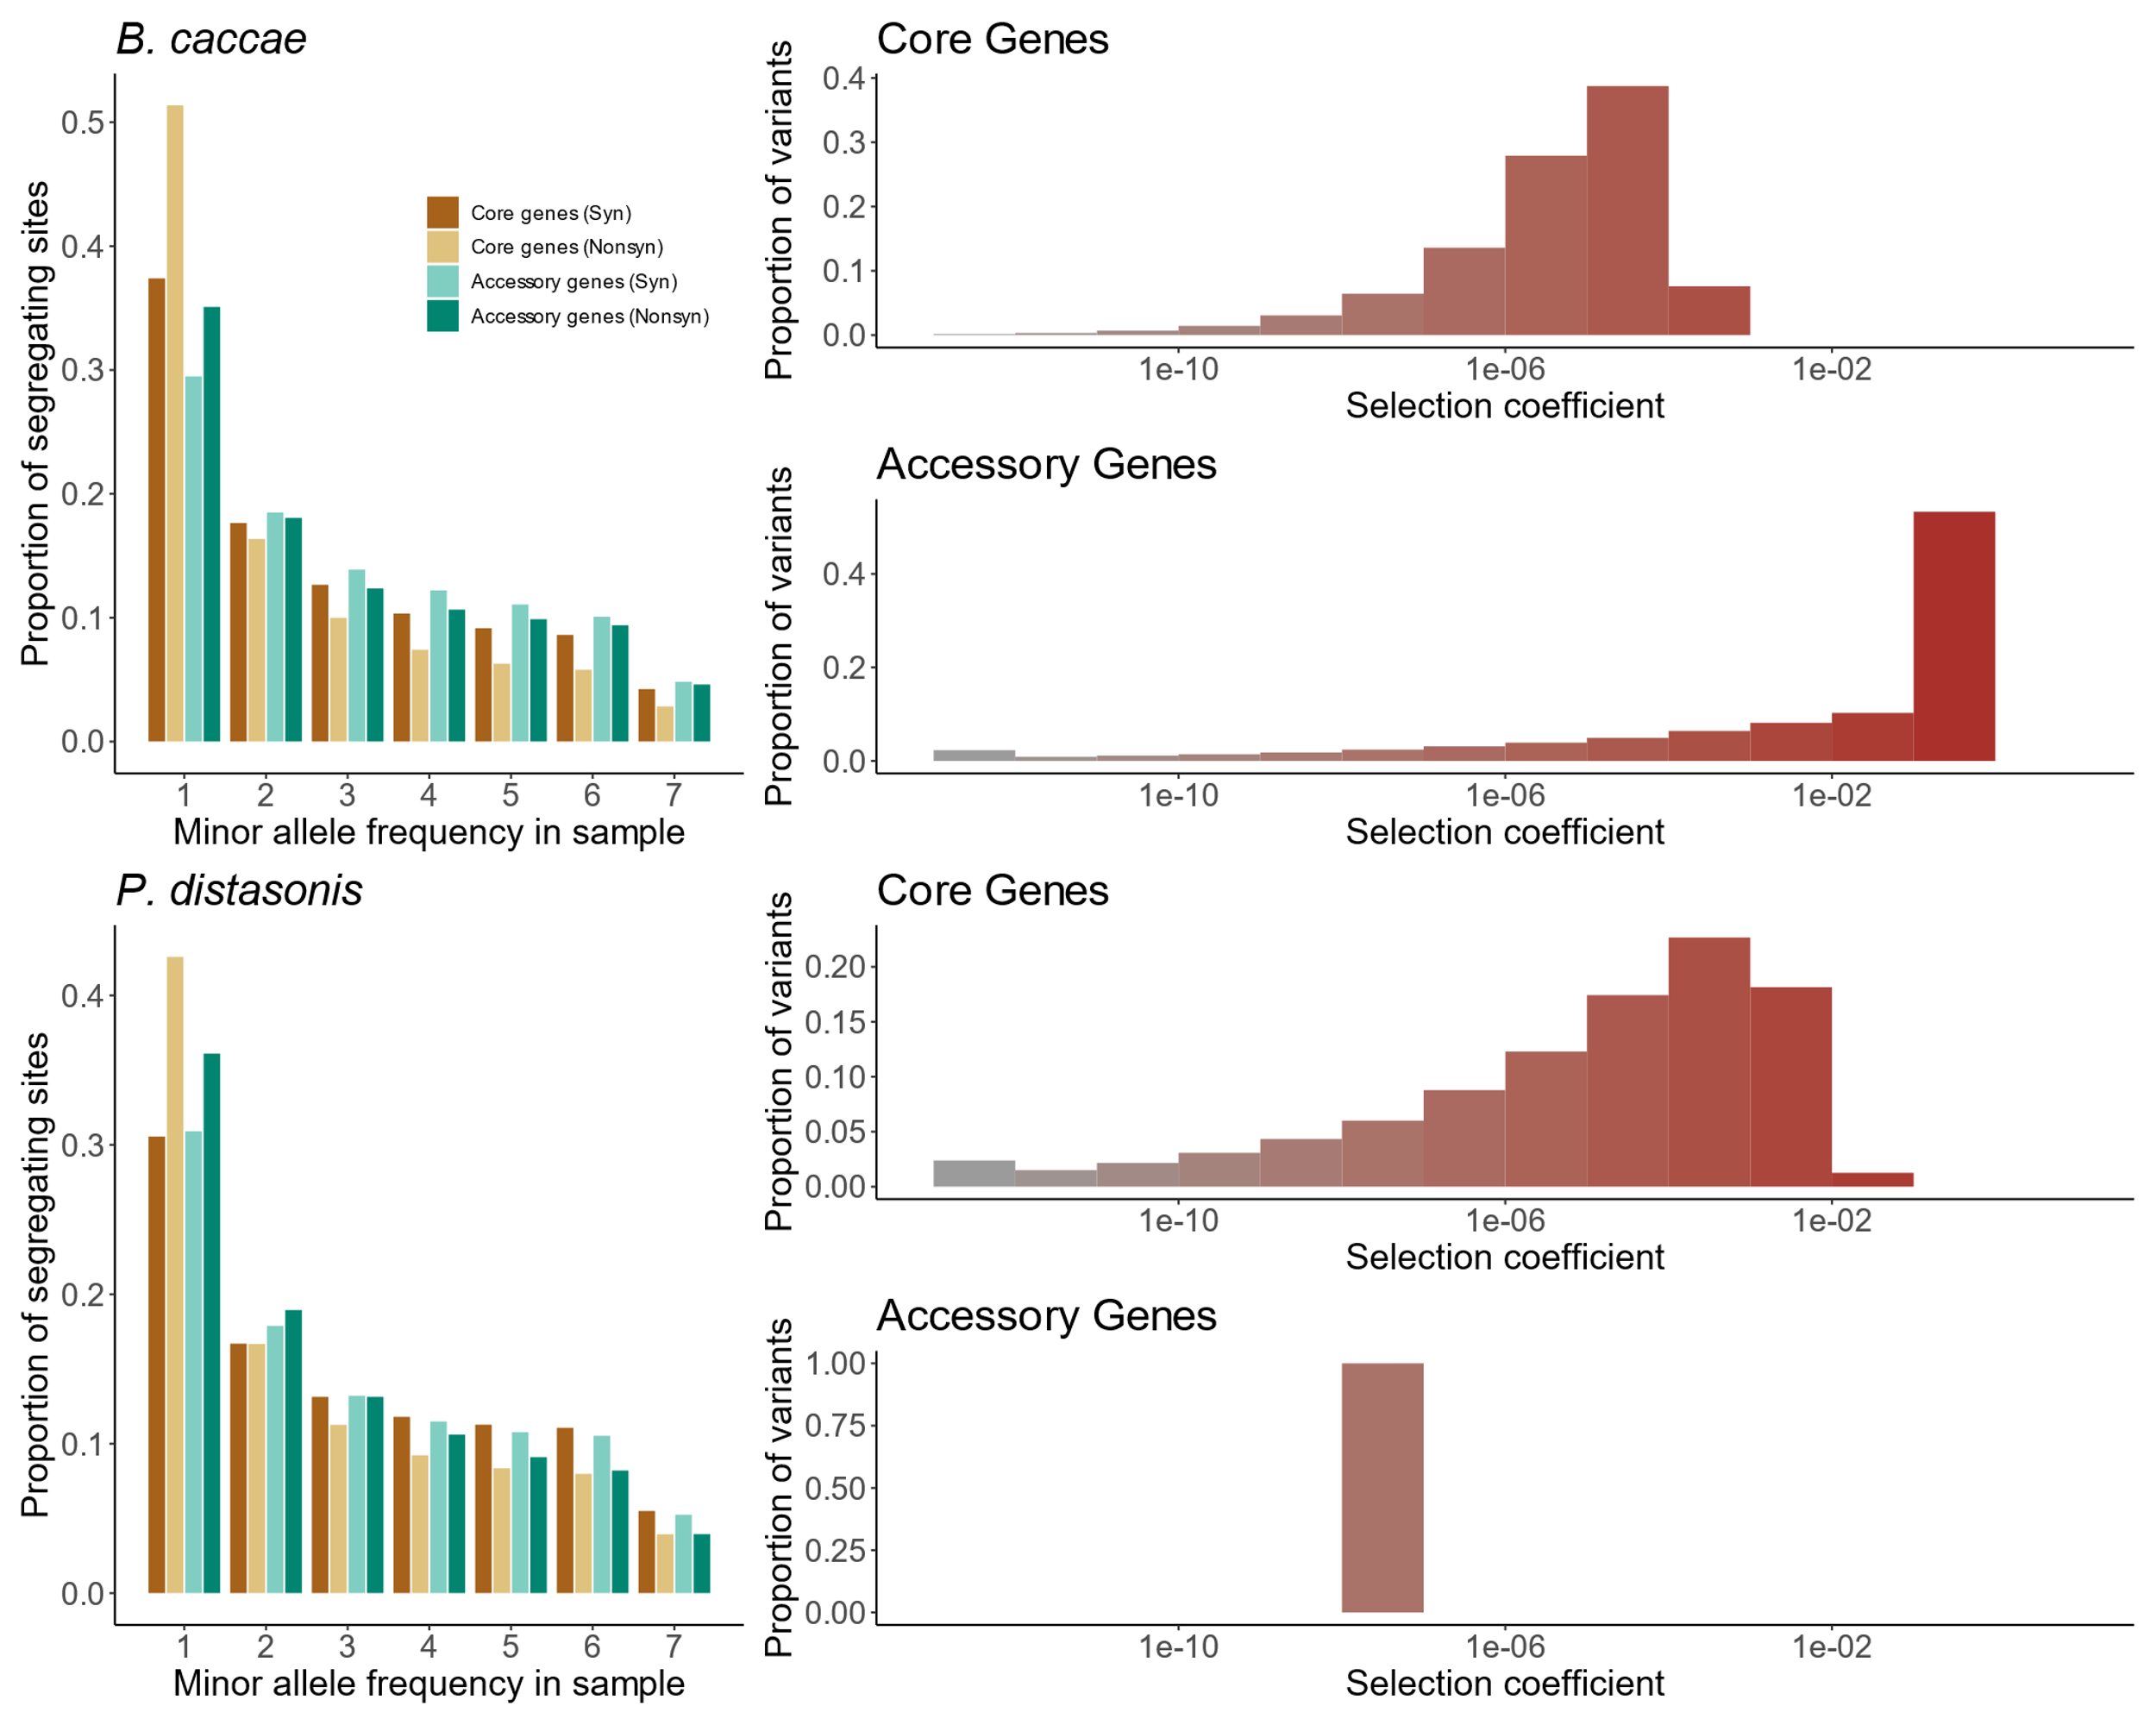 B. caccae
Proportion of segregating sites
0.5
0.4
0.3
0.2
0.1
0.0
Core genes (Syn)
Core genes (Nonsyn)
Accessory genes (Syn)
Accessory genes (Nonsyn)
1 2 3 4 5 6 7
Minor allele frequency in sample
Core Genes
Proportion of variants
0.4
0.3
0.2
0.1
0.0
1e-10 1e-06 1e-02
Selection coefficient
Accessory Genes
Proportion of variants
0.4
0.2
0.0
1e-10 1e-06 1e-02
Selection coefficient
P. distasonis
Proportion of segregating sites
0.4
0.3
0.2
0.1
0.0
1 2 3 4 5 6 7
Minor allele frequency in sample
Core Genes
Proportion of variants
0.20
0.15
0.10
0.05
0.00
1e-10 1e-06 1e-02
Selection coefficient
Accessory Genes
Proportion of variants
1.00
0.75
0.50
0.25
0.00
1e-10 1e-06 1e-02
Selection coefficient